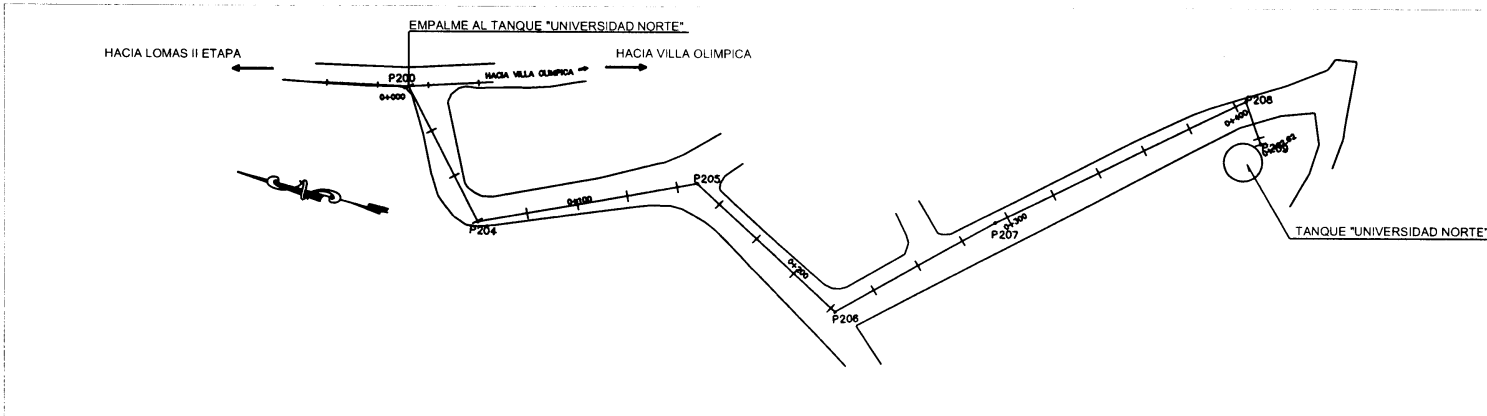 EMPALME AL TANQUE "UNIVERSIDAD NORTE"
HACIA LOMAS II ETAPA
HACIA VILLA OLIMPICA
P200
HACIA VILLA OLIMPICA
0+000
P208
0+400
P205
0+100
P204
0+300
P207
TANQUE "UNIVERSIDAD NORTE"
0+200
P206